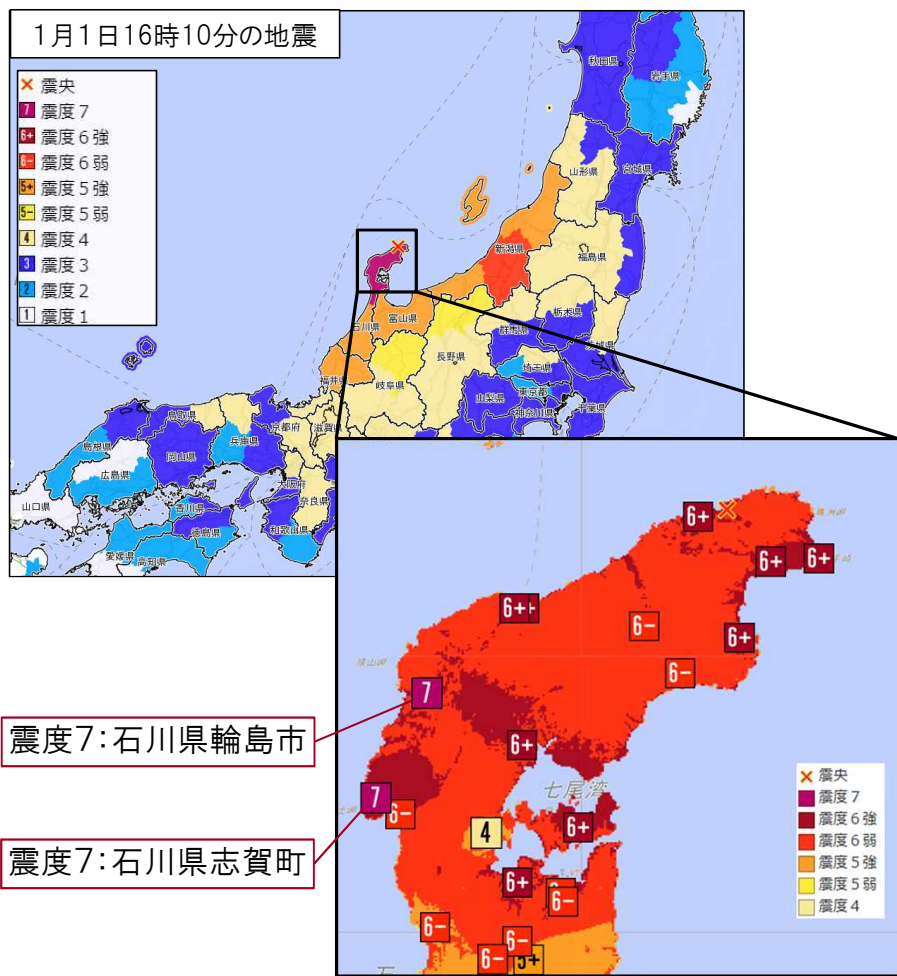 1月1日16時10分の地震
震央
7 震度7
6+ 震度6強
6- 震度6弱
5+ 震度5強
5- 震度5弱
4 震度4
3 震度3
2 震度2
1 震度1
秋田県
岩手県
山形県
宮城県
新潟県
福島県
石川県
富山県
群馬県
栃木県
長野県
埼玉県
福井県
岐阜県
山梨県
東京都
神奈川県
千葉県
鳥取県
京都府
滋賀県
島根県
兵庫県
岡山県
広島県
大阪府
奈良県
山口県
香川県
徳島県
和歌山県
愛媛県
高知県
6+
6+
6+
6+
6-
6+
6-
7
震度7:石川県輪島市
6+
七尾湾
7
6-
4
6+
震度7:石川県志賀町
6+
6-
6-
6-
6-
5+
石
震央
震度7
震度6強
震度6弱
震度5強
震度5弱
震度4